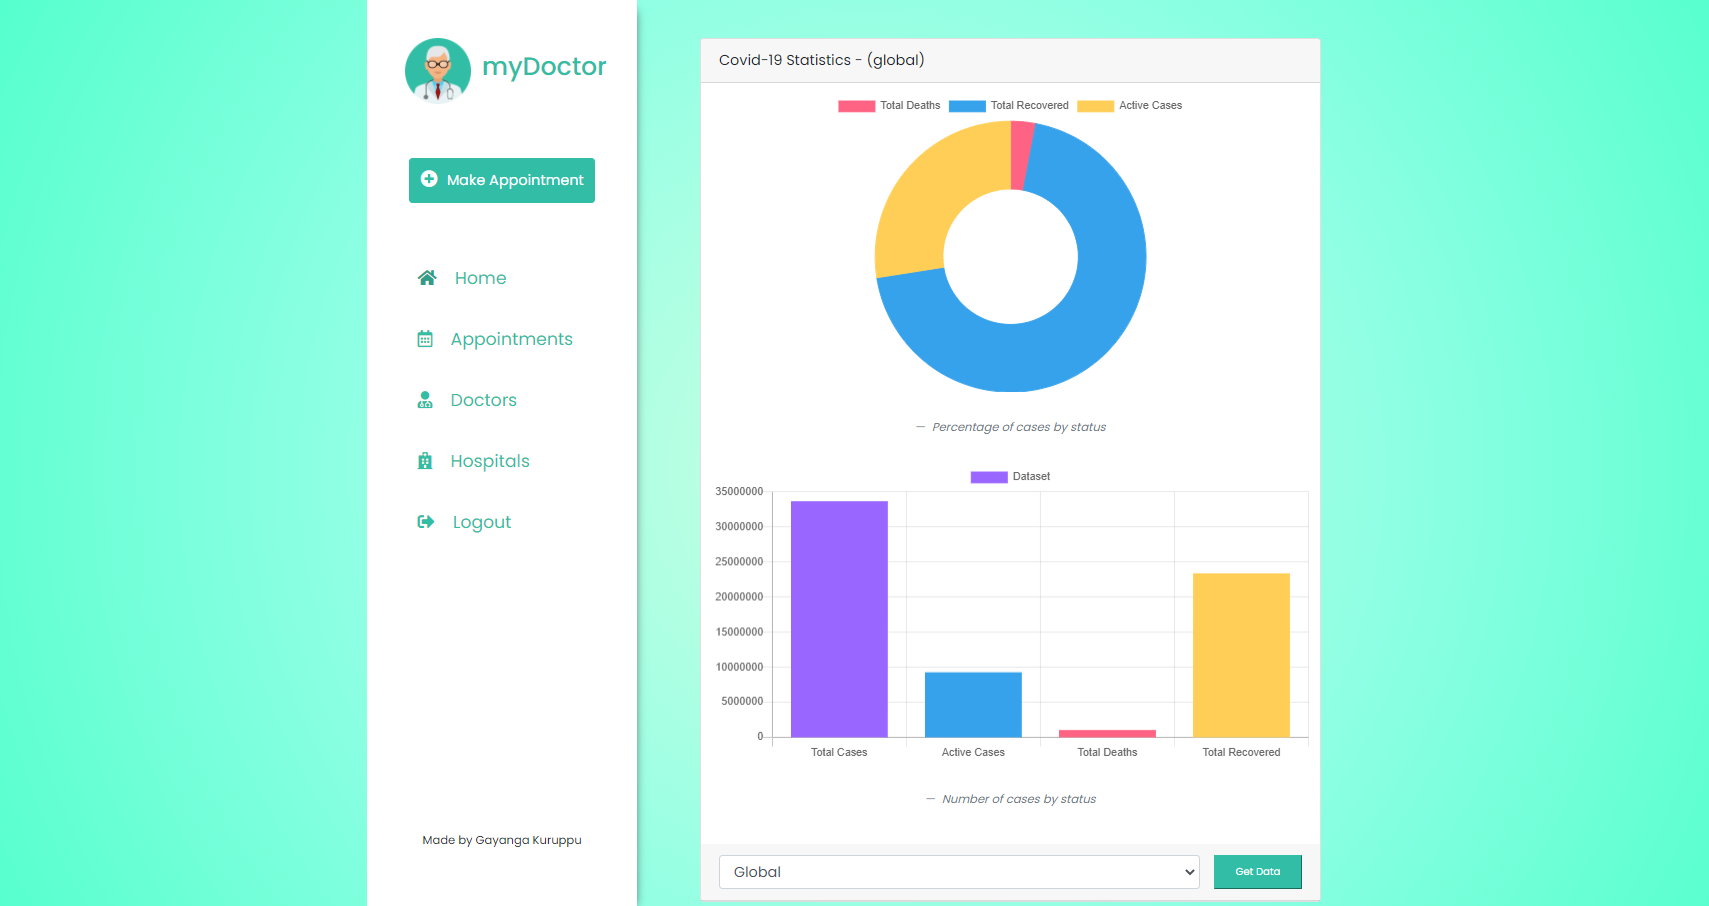 myDoctor
Make Appointment
Home
Appointments
Doctors
Hospitals
Logout
Made by Gayanga Kuruppu
Covid-19 Statistics - (global)
Total Deaths Total Recovered Active Cases
— Percentage of cases by status
Dataset
35000000
30000000
25000000
20000000
15000000
10000000
5000000
0
Total Cases Active Cases Total Deaths Total Recovered
— Number of cases by status
Global
Get Data